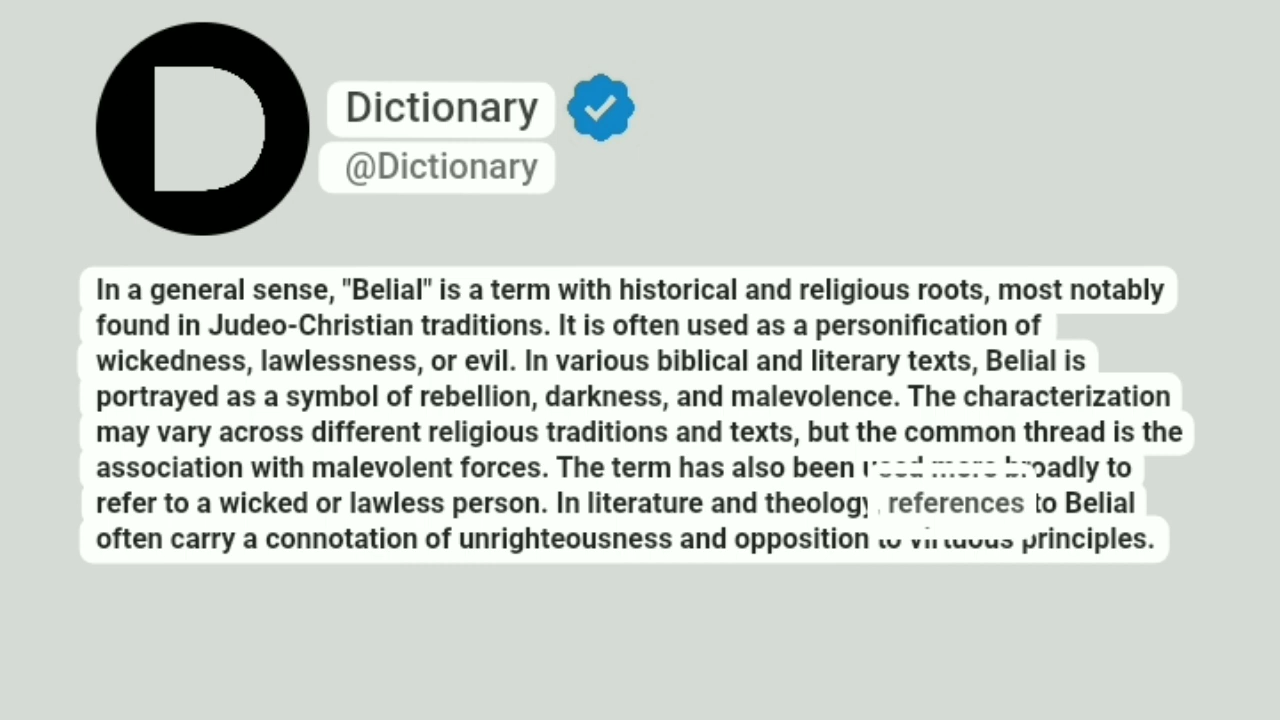 D
Dictionary
@Dictionary
In a general sense, "Belial" is a term with historical and religious roots, most notably
found in Judeo-Christian traditions. It is often used as a personification of
wickedness, lawlessness, or evil. In various biblical and literary texts, Belial is
portrayed as a symbol of rebellion, darkness, and malevolence. The characterization
may vary across different religious traditions and texts, but the common thread is the
association with malevolent forces. The term has also been used more broadly to
refer to a wicked or lawless person. In literature and theology, references to Belial
often carry a connotation of unrighteousness and opposition to virtuous principles.